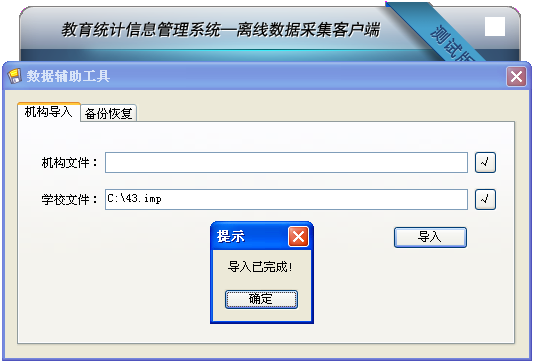 教育统计信息管理系统—离线数据采集客户端
测试版
数据辅助工具
机构导入 备份恢复
机构文件：
学校文件： C:\43.imp
导入
提示
导入已完成!
确定